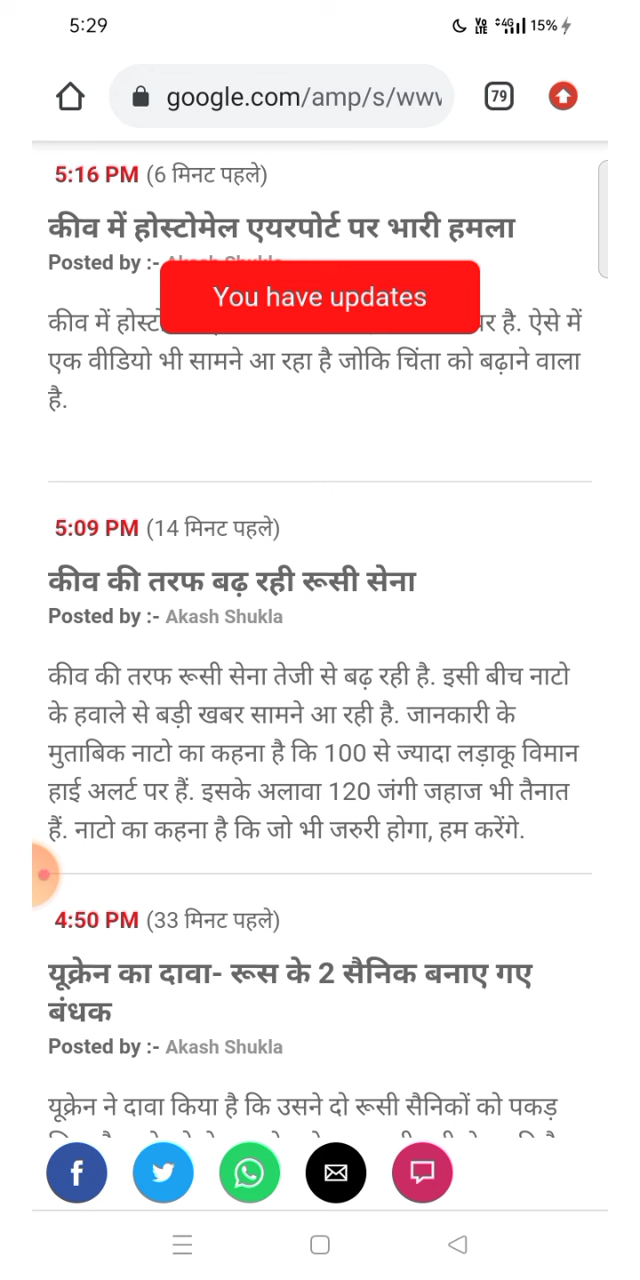 5:29
VoLTE 4G 15%
google.com/amp/s/www
79
5:16 PM (6 मिनट पहले)
कीव में होस्टोमेल एयरपोर्ट पर भारी हमला
Posted by :- Akash Shukla
You have updates
कीव में है. ऐसे में
एक वीडियो भी सामने आ रहा है जोकि चिंता को बढ़ाने वाला
है.
5:09 PM (14 मिनट पहले)
कीव की तरफ बढ़ रही रूसी सेना
Posted by :- Akash Shukla
कीव की तरफ रूसी सेना तेजी से बढ़ रही है. इसी बीच नाटो
के हवाले से बड़ी खबर सामने आ रही है. जानकारी के
मुताबिक नाटो का कहना है कि 100 से ज्यादा लड़ाकू विमान
हाई अलर्ट पर हैं. इसके अलावा 120 जंगी जहाज भी तैनात
हैं. नाटो का कहना है कि जो भी जरुरी होगा, हम करेंगे.
4:50 PM (33 मिनट पहले)
यूक्रेन का दावा- रूस के 2 सैनिक बनाए गए
बंधक
Posted by :- Akash Shukla
यूक्रेन ने दावा किया है कि उसने दो रूसी सैनिकों को पकड़